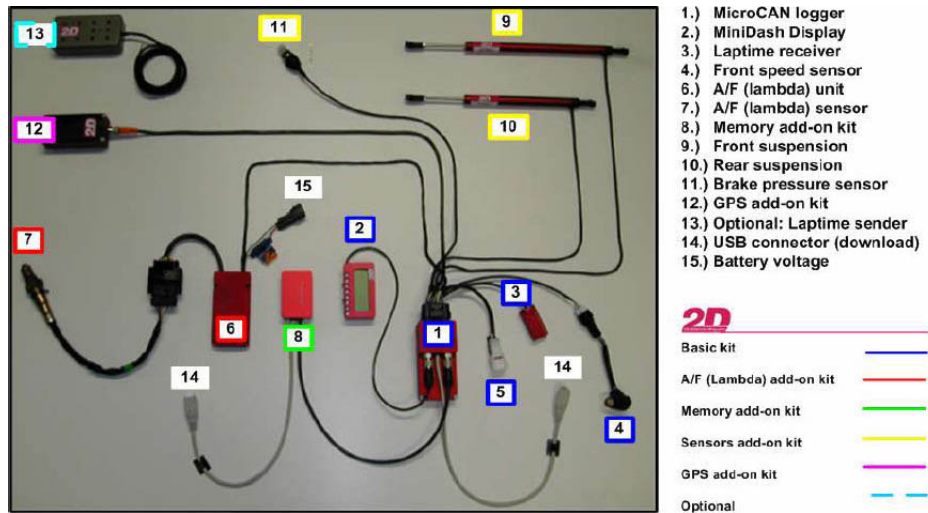 13
2D
11
9
1.) MicroCAN logger
2.) MiniDash Display
3.) Laptime receiver
4.) Front speed sensor
6.) A/F (lambda) unit
7.) A/F (lambda) sensor
8.) Memory add-on kit
9.) Front suspension
10.) Rear suspension
11.) Brake pressure sensor
12.) GPS add-on kit
13.) Optional: Laptime sender
14.) USB connector (download)
15.) Battery voltage
12
2D
10
15
2
7
3
6
8
1
14
5
14
4
2D
Basic kit
A/F (Lambda) add-on kit
Memory add-on kit
Sensors add-on kit
GPS add-on kit
Optional